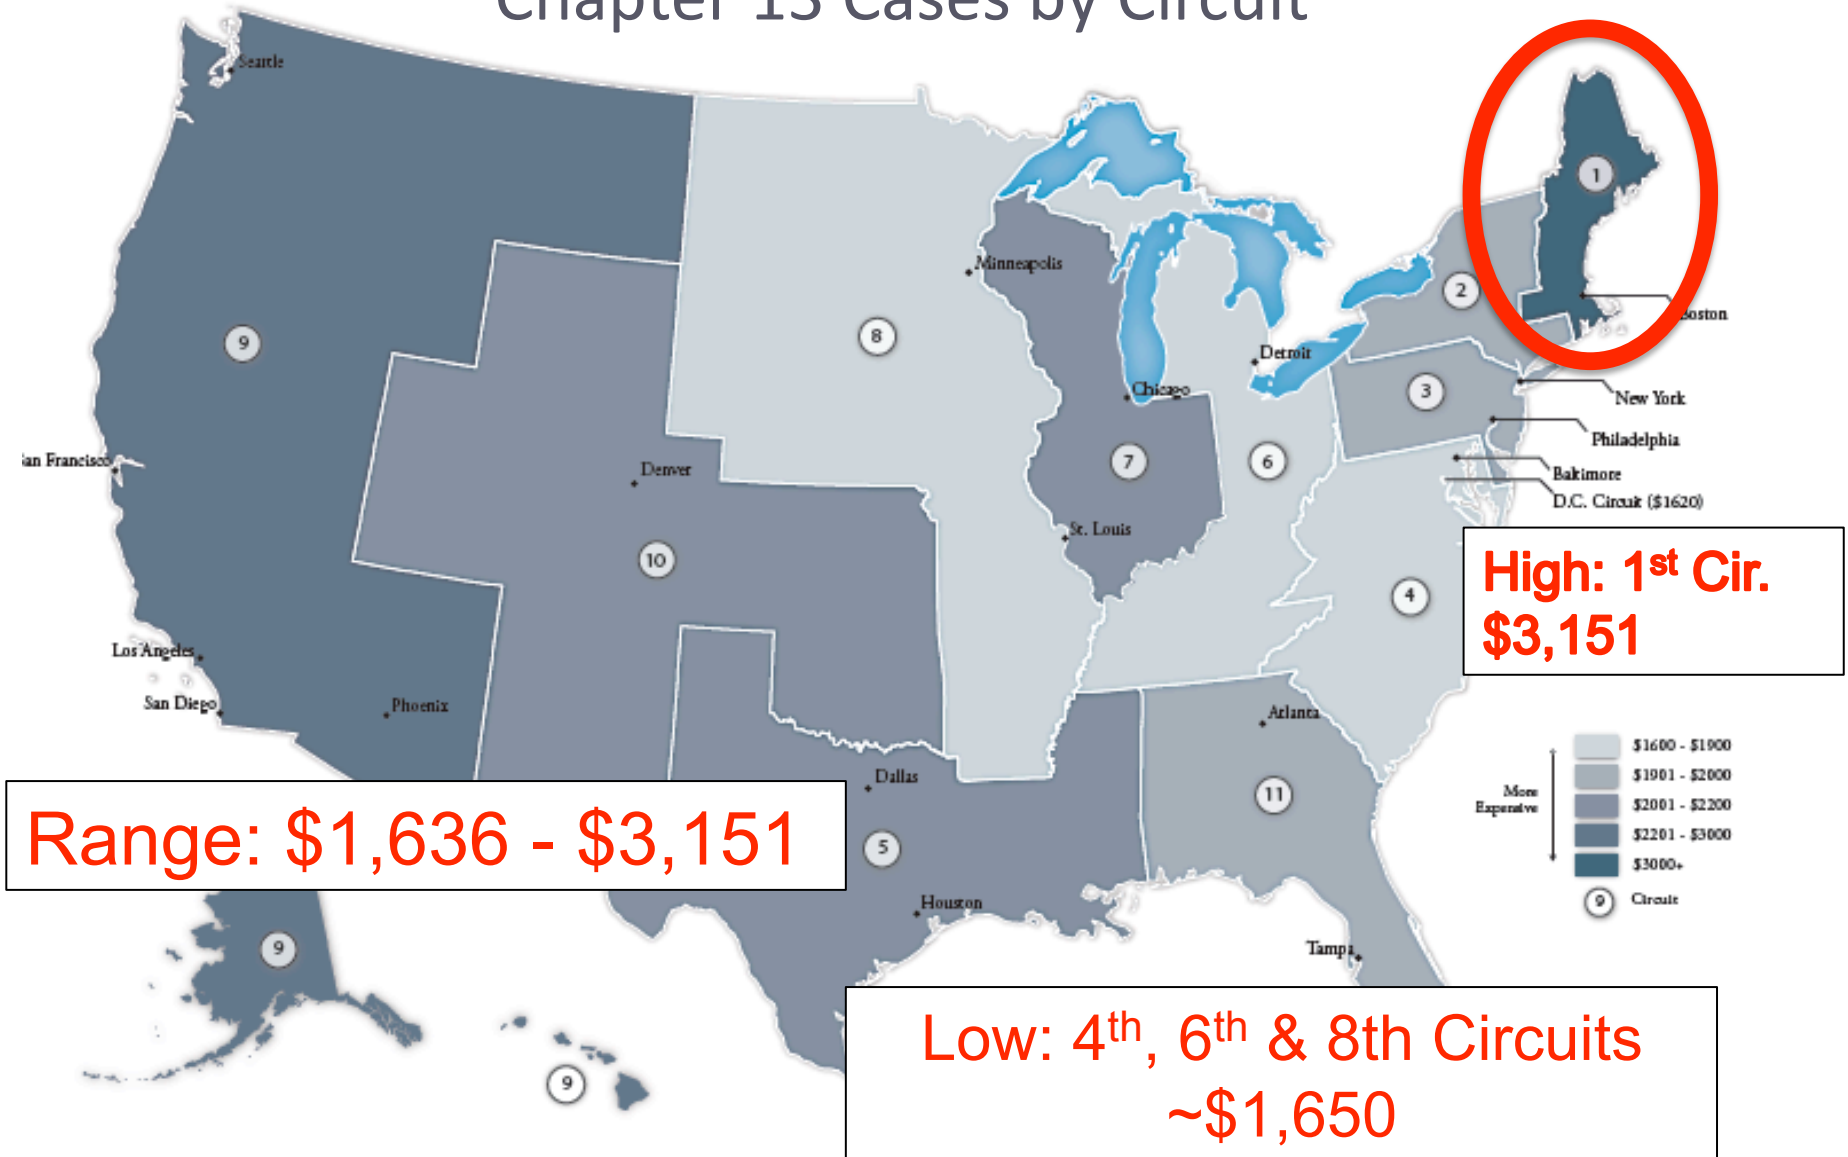 Chapter 13 Cases by Circuit
Seattle
1
Minneapolis
2
Boston
8
9
Detroit
3
Chicago
New York
Philadelphia
San Francisco
Denver
7
6
Baltimore
D.C. Circuit ($1620)
St. Louis
10
High: 1st Cir.
$3,151
4
Los Angeles
San Diego
Phoenix
Atlanta
$1600 - $1900
$1901 - $2000
$2001 - $2200
$2201 - $3000
$3000+
More
Expensive
9 Circuit
Dallas
11
Range: $1,636 - $3,151
5
Houston
Tampa
9
9
Low: 4th, 6th & 8th Circuits
~$1,650